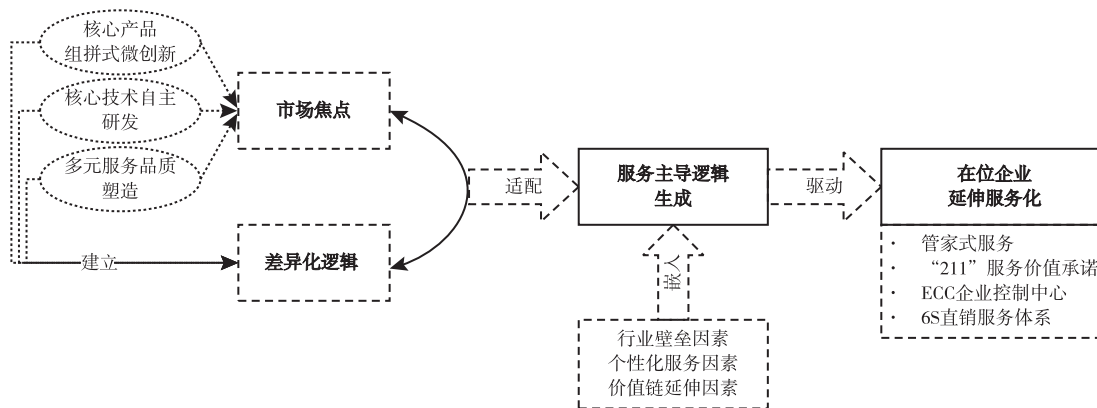 核心产品
组拼式微创新
核心技术自主
研发
多元服务品质
塑造
市场焦点
建立
差异化逻辑
适配
服务主导逻辑
生成
嵌入
行业壁垒因素
个性化服务因素
价值链延伸因素
驱动
在位企业
延伸服务化
· 管家式服务
· “211”服务价值承诺
· ECC企业控制中心
· 6S直销服务体系